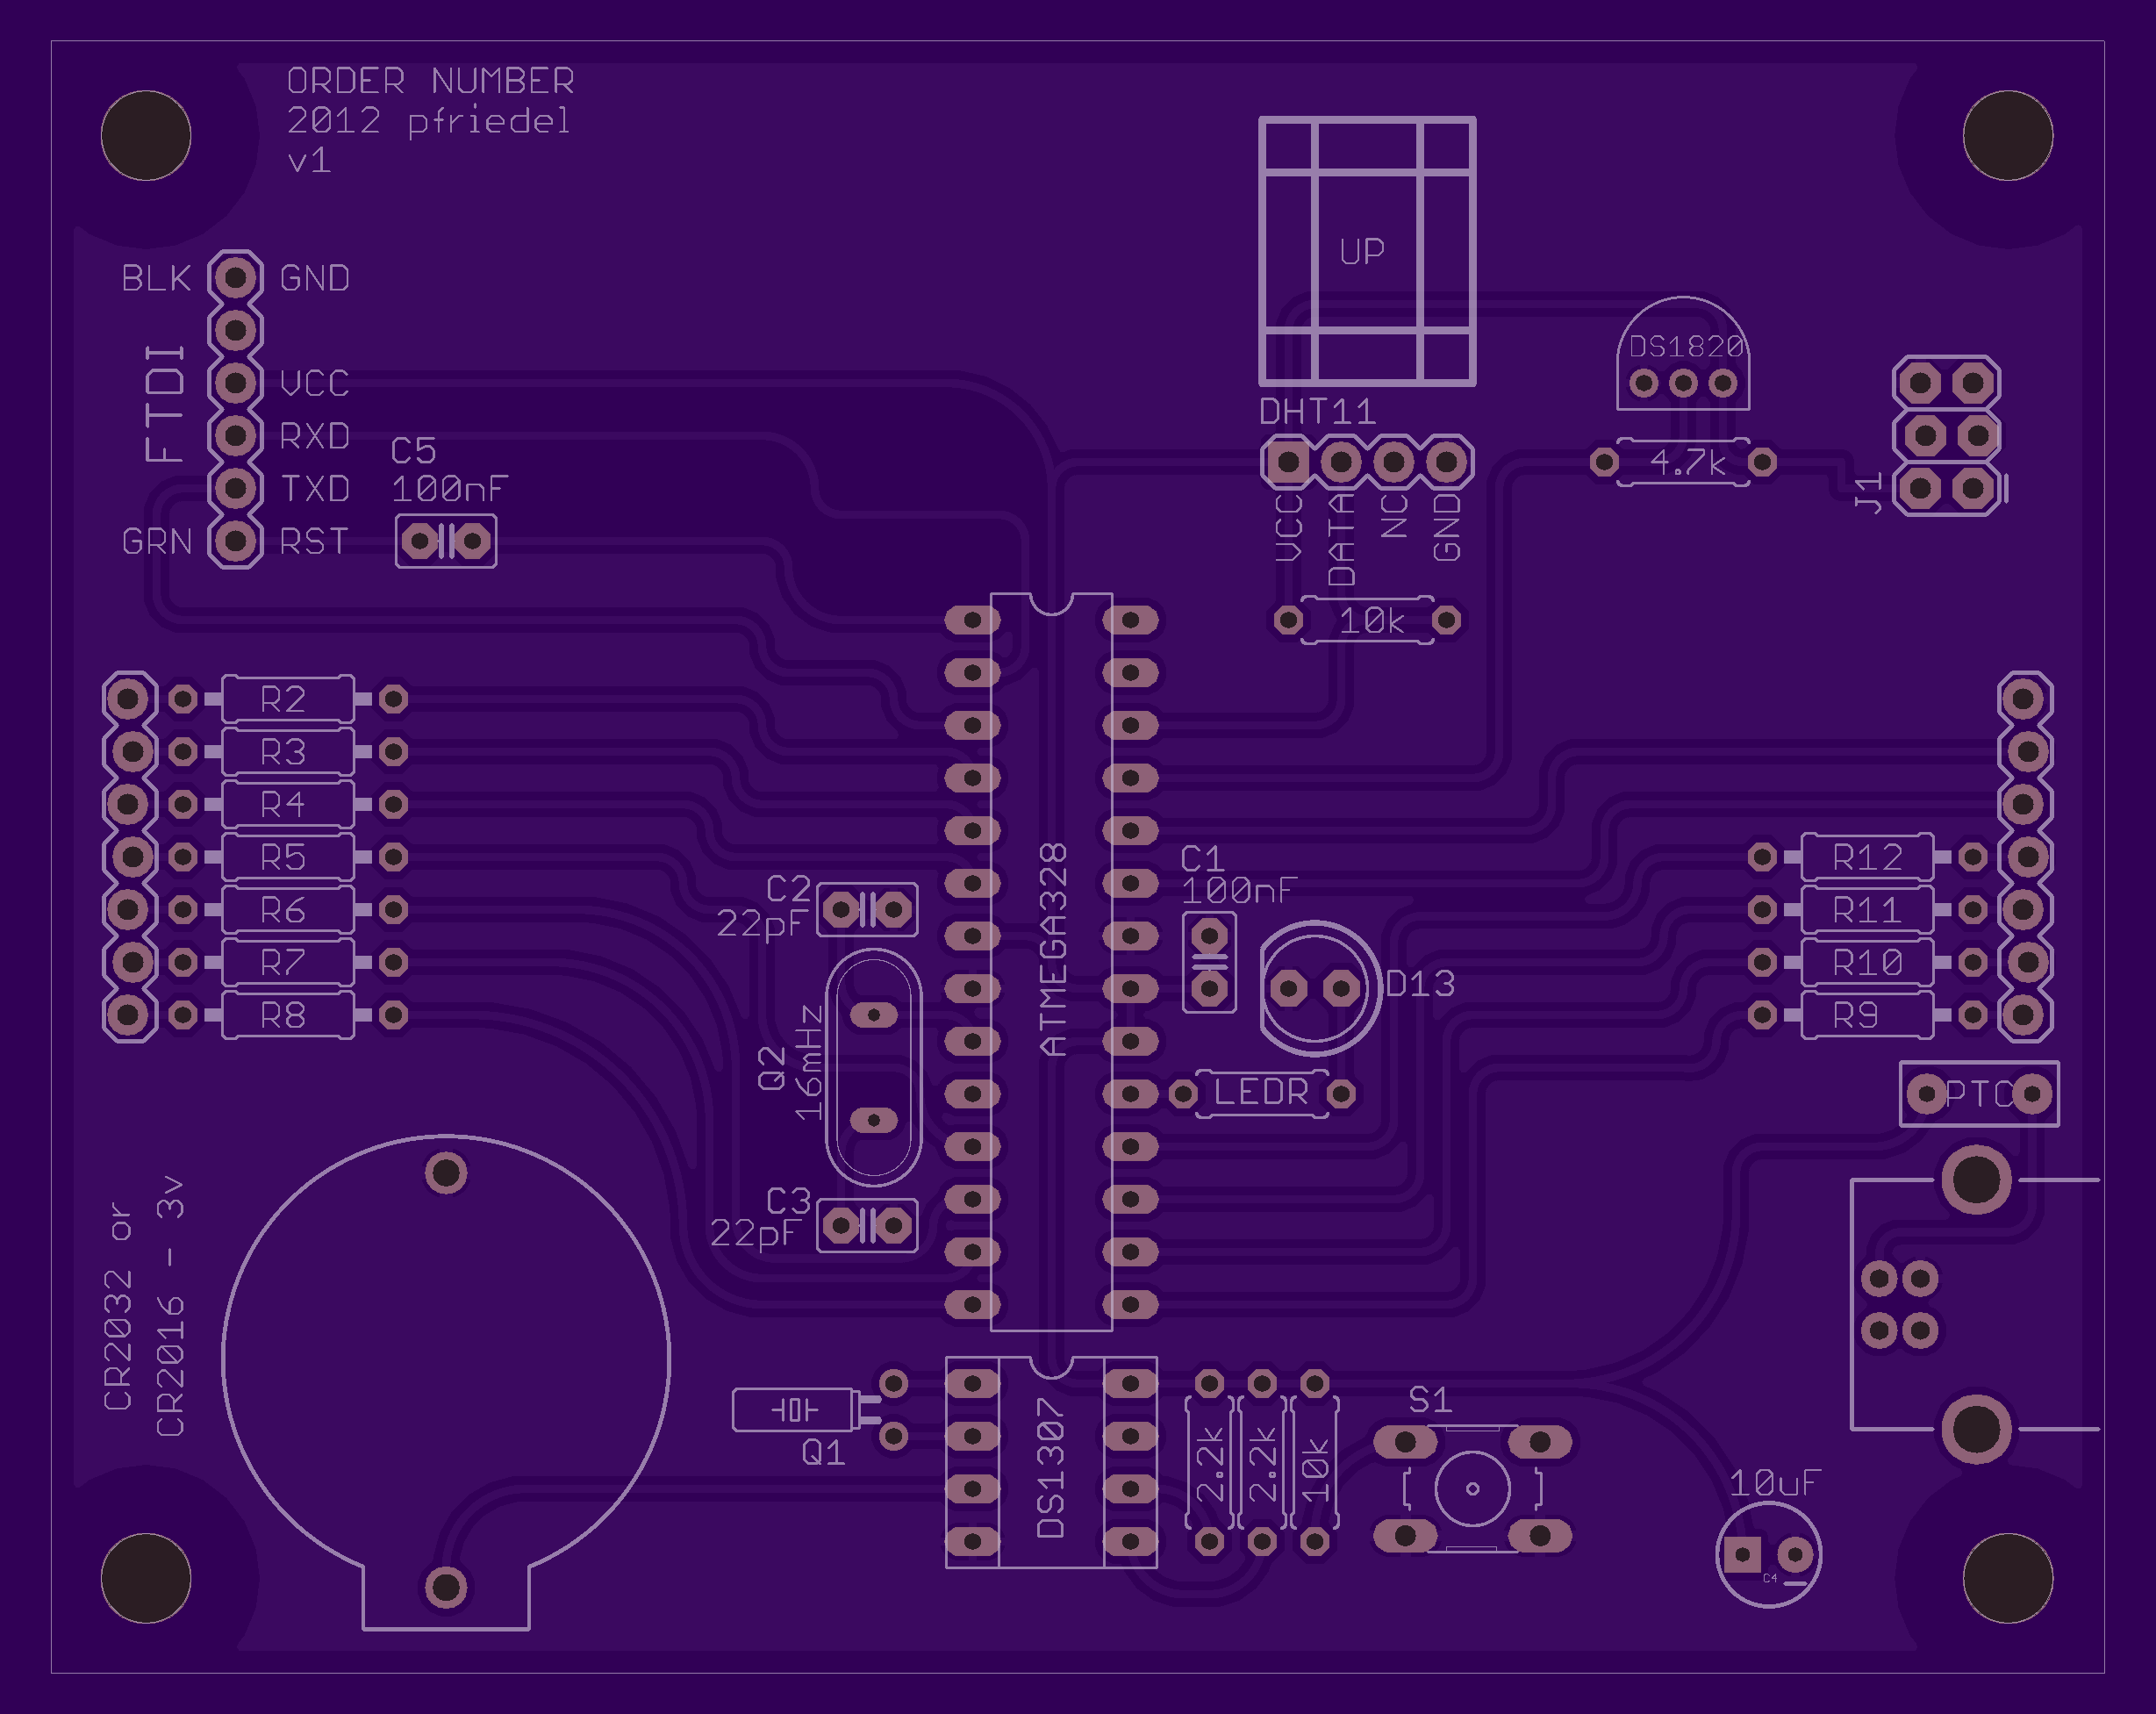 ORDER NUMBER
2012 pfriedel
v1
UP
BLK
GND
FTDI
VCC
RXD
TXD
GRN
RST
C5
100nF
DHT11
VCC
DATA
NC
GND
DS1820
4.7k
J1
10k
R2
R3
R4
R5
R6
R7
R8
C2
22pF
Q2
16mHz
C3
22pF
ATMEGA328
C1
100nF
D13
LEDR
R12
R11
R10
R9
PTC
CR2032 or
CR2016 - 3v
Q1
DS1307
2.2k
2.2k
10k
S1
10uF
C4